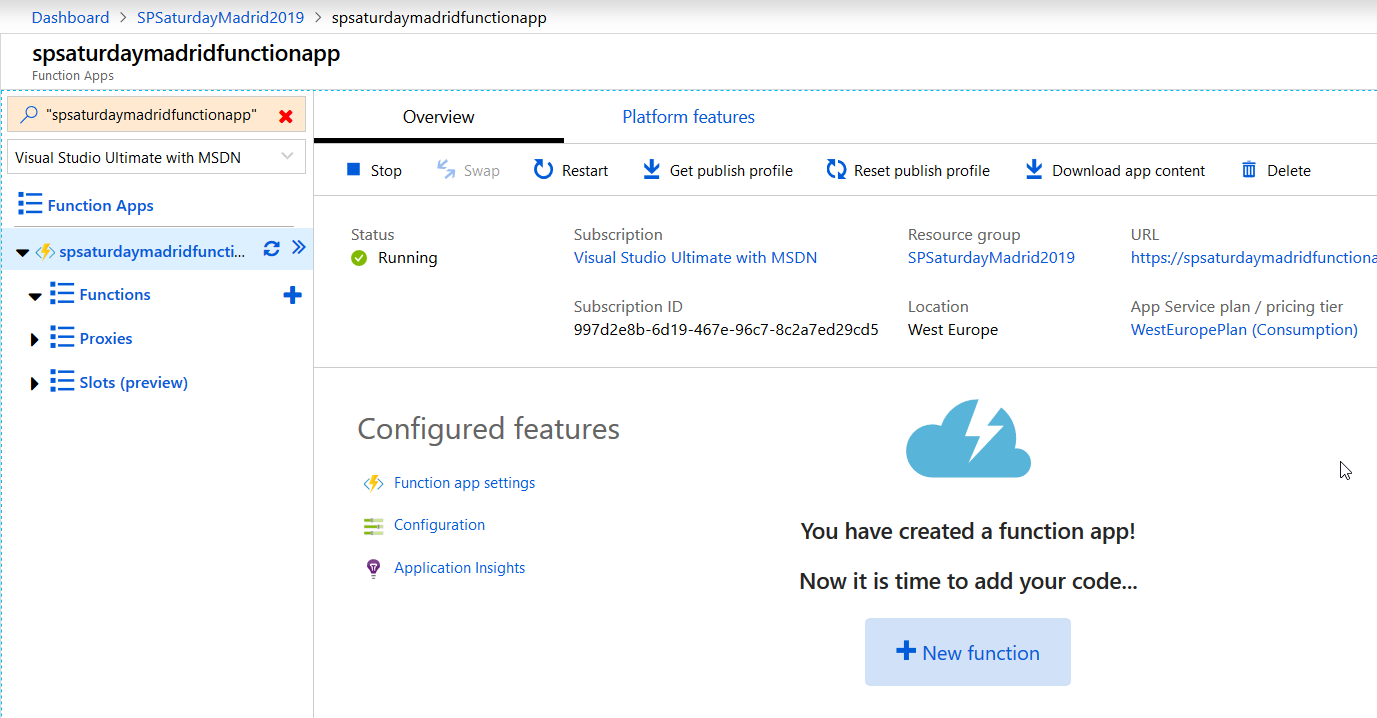 Dashboard > SPSaturdayMadrid2019 > spsaturdaymadridfunctionapp
spsaturdaymadridfunctionapp
Function Apps
"spsaturdaymadridfunctionapp"
Visual Studio Ultimate with MSDN
Function Apps
spsaturdaymadridfuncti...
Functions
Proxies
Slots (preview)
Overview Platform features
Stop Swap Restart Get publish profile Reset publish profile Download app content Delete
Status Subscription Resource group URL
Running Visual Studio Ultimate with MSDN SPSaturdayMadrid2019 https://spsaturdaymadridfunctiona
Subscription ID Location App Service plan / pricing tier
997d2e8b-6d19-467e-96c7-8c2a7ed29cd5 West Europe WestEuropePlan (Consumption)
Configured features
Function app settings
Configuration
Application Insights
You have created a function app!
Now it is time to add your code...
New function